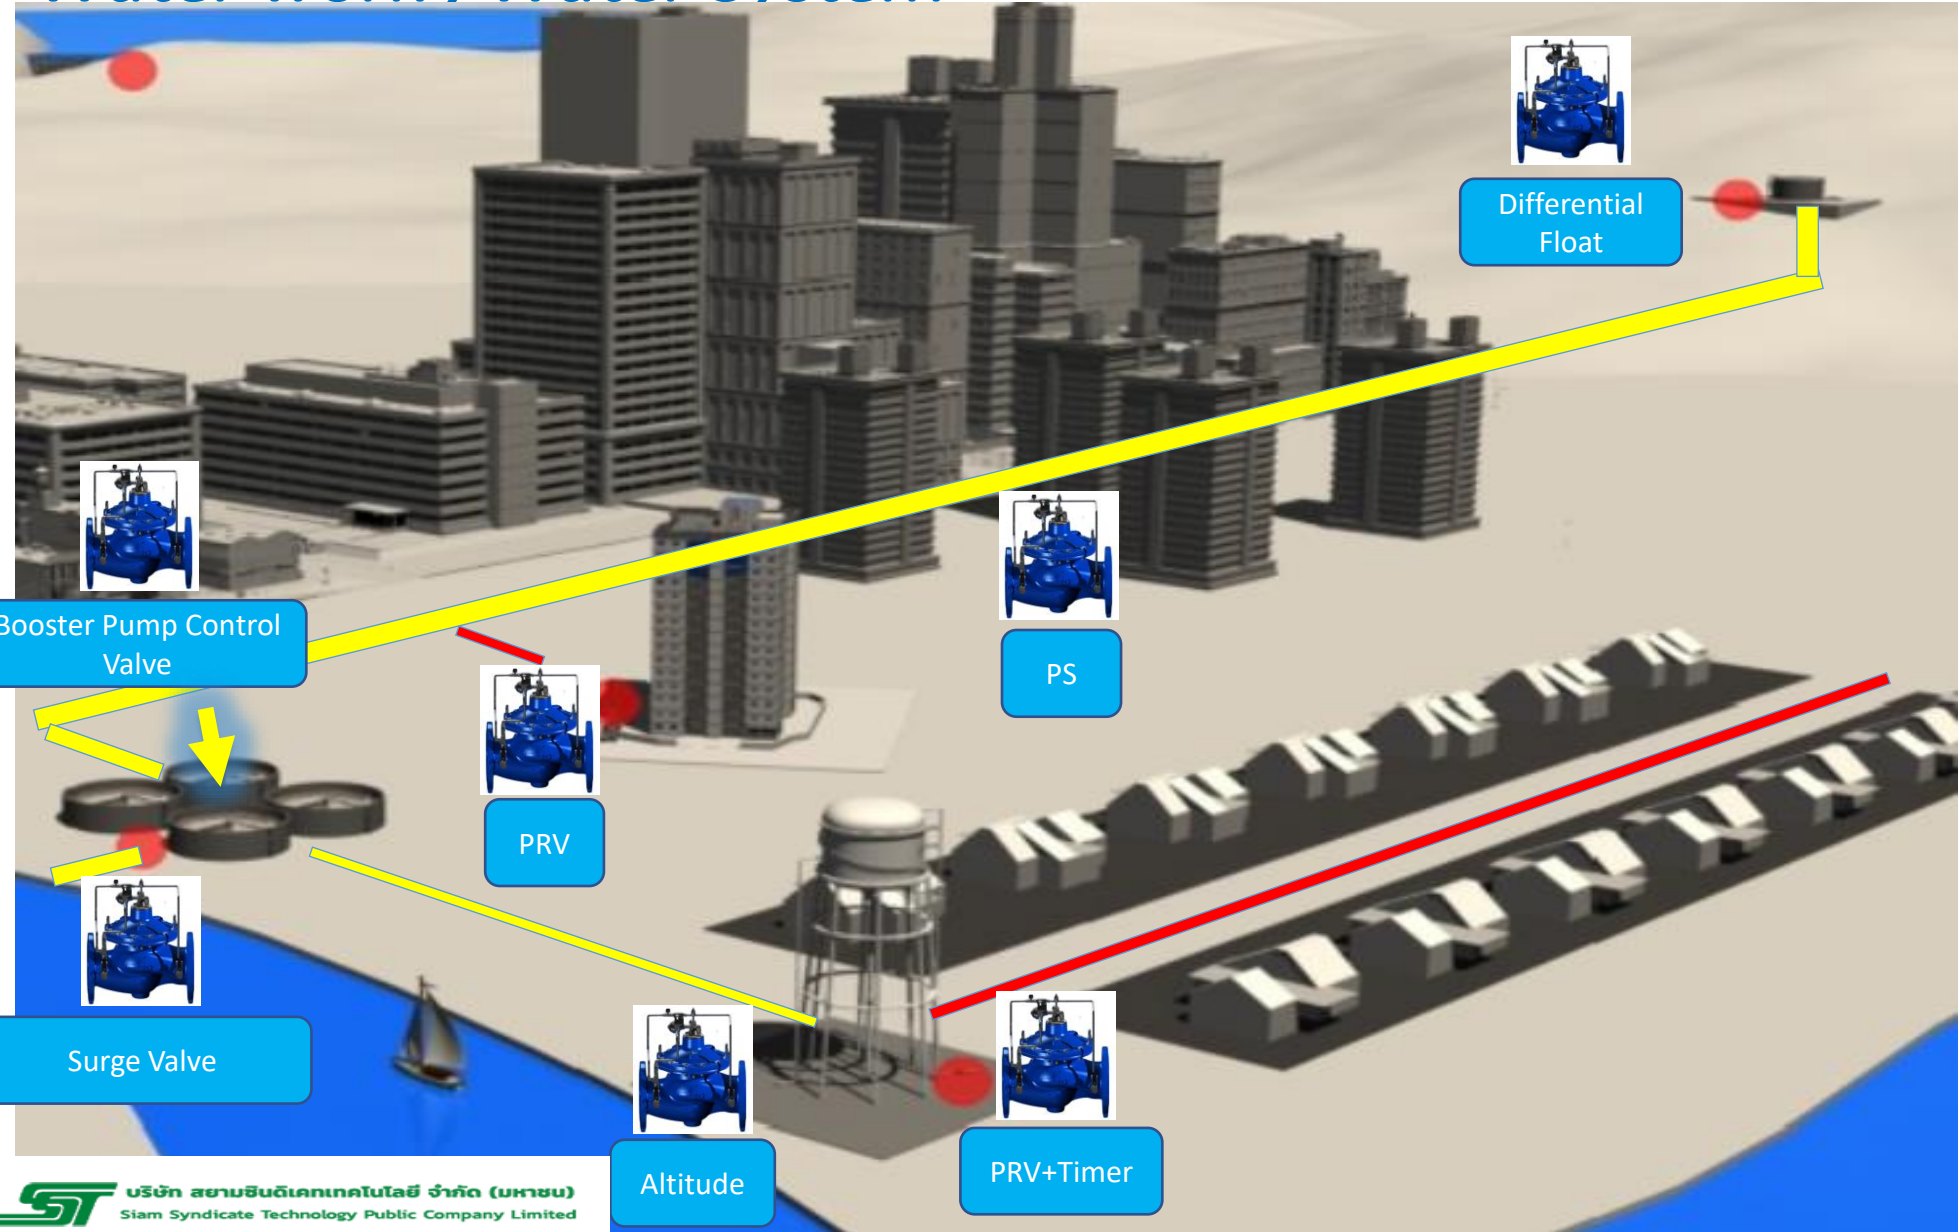 Differential
Float
Booster Pump Control
Valve
PS
PRV
Surge Valve
Altitude
PRV+Timer
ST
บริษัท สยามซินดิเคทเทคโนโลยี จำกัด (มหาชน)
Siam Syndicate Technology Public Company Limited